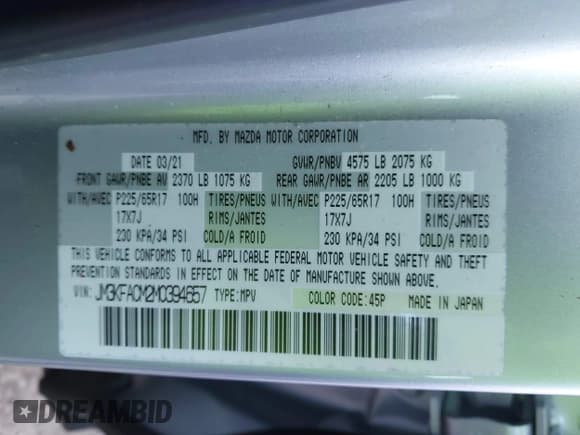 MFD. BY MAZDA MOTOR CORPORATION
DATE 03/21 GVWR/PNBV 4575 LB 2075 KG
FRONT GAWR/PNBE AV 2370 LB 1075 KG REAR GAWR/PNBE AR 2205 LB 1000 KG
WITH/AVEC P225/65R17 100H TIRES/PNEUS WITH/AVEC P225/65R17 100H TIRES/PNEUS
17X7J RIMS/JANTES 17X7J RIMS/JANTES
230 KPA/34 PSI COLD/A FROID 230 KPA/34 PSI COLD/A FROID
THIS VEHICLE CONFORMS TO ALL APPLICABLE FEDERAL MOTOR VEHICLE SAFETY AND THEFT
PREVENTION STANDARDS IN EFFECT ON THE DATE OF MANUFACTURE SHOWN ABOVE.
VIN: JM3KFACM2M0394657 TYPE:MPV COLOR CODE:45P MADE IN JAPAN
DREAMBID